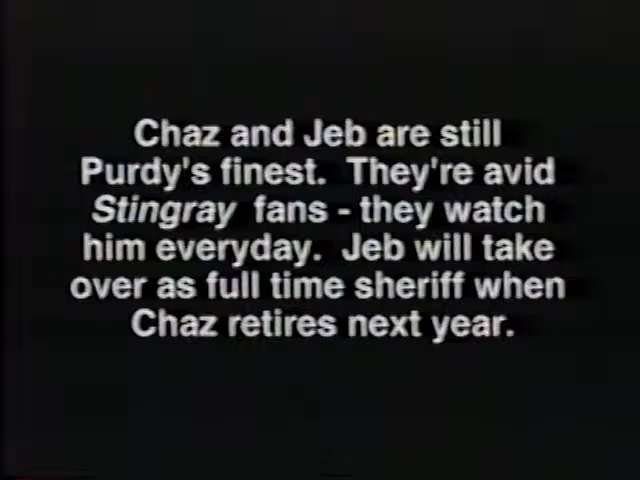 Chaz and Jeb are still
Purdy's finest.  They're avid
Stingray fans - they watch
him everyday.  Jeb will take
over as full time sheriff when
Chaz retires next year.